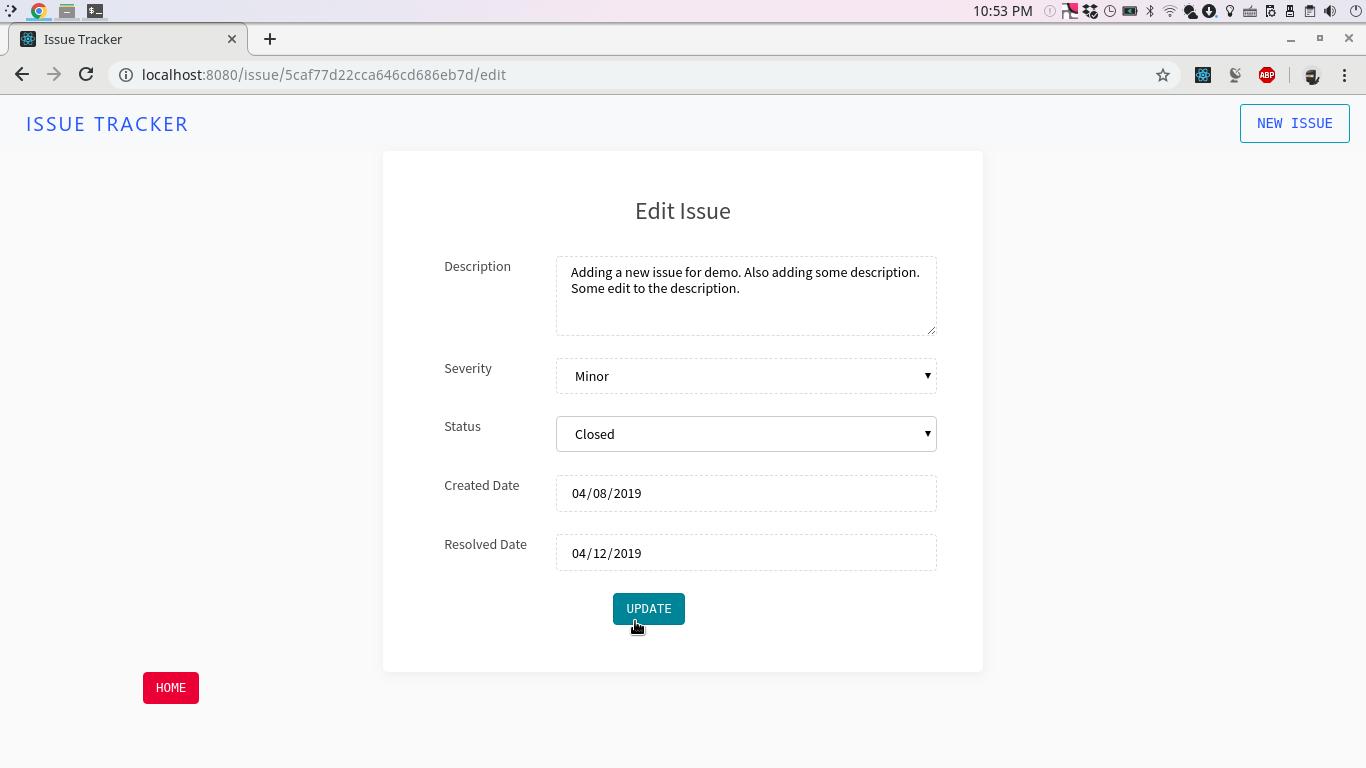 10:53 PM
Issue Tracker
localhost:8080/issue/5caf77d22cca646cd686eb7d/edit
ABP
ISSUE TRACKER
NEW ISSUE
Edit Issue
Description
Adding a new issue for demo. Also adding some description.
Some edit to the description.
Severity
Minor
Status
Closed
Created Date
04/08/2019
Resolved Date
04/12/2019
UPDATE
HOME